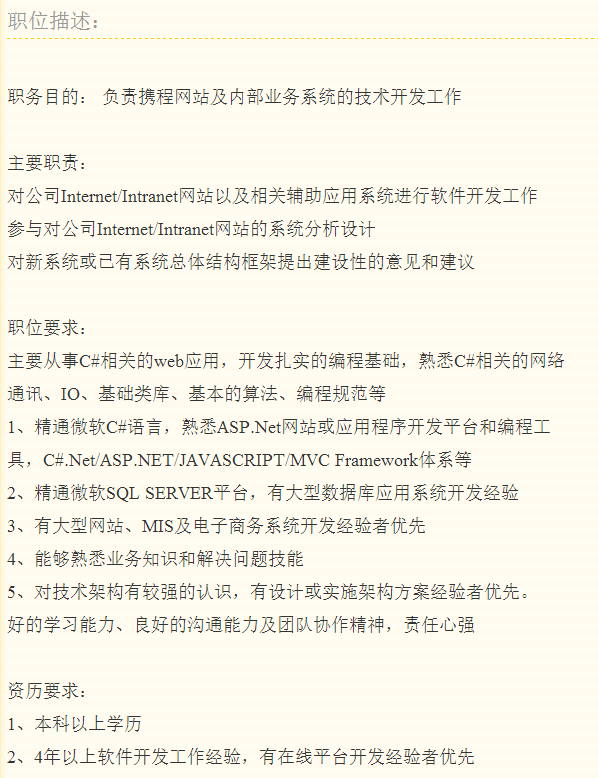 职位描述：
职务目的： 负责携程网站及内部业务系统的技术开发工作
主要职责：
对公司Internet/Intranet网站以及相关辅助应用系统进行软件开发工作
参与对公司Internet/Intranet网站的系统分析设计
对新系统或已有系统总体结构框架提出建设性的意见和建议
职位要求：
主要从事C#相关的web应用，开发扎实的编程基础，熟悉C#相关的网络
通讯、IO、基础类库、基本的算法、编程规范等
1、精通微软C#语言，熟悉ASP.Net网站或应用程序开发平台和编程工
具，C#.Net/ASP.NET/JAVASCRIPT/MVC Framework体系等
2、精通微软SQL SERVER平台，有大型数据库应用系统开发经验
3、有大型网站、MIS及电子商务系统开发经验者优先
4、能够熟悉业务知识和解决问题技能
5、对技术架构有较强的认识，有设计或实施架构方案经验者优先。
好的学习能力、良好的沟通能力及团队协作精神，责任心强
资历要求：
1、本科以上学历
2、4年以上软件开发工作经验，有在线平台开发经验者优先